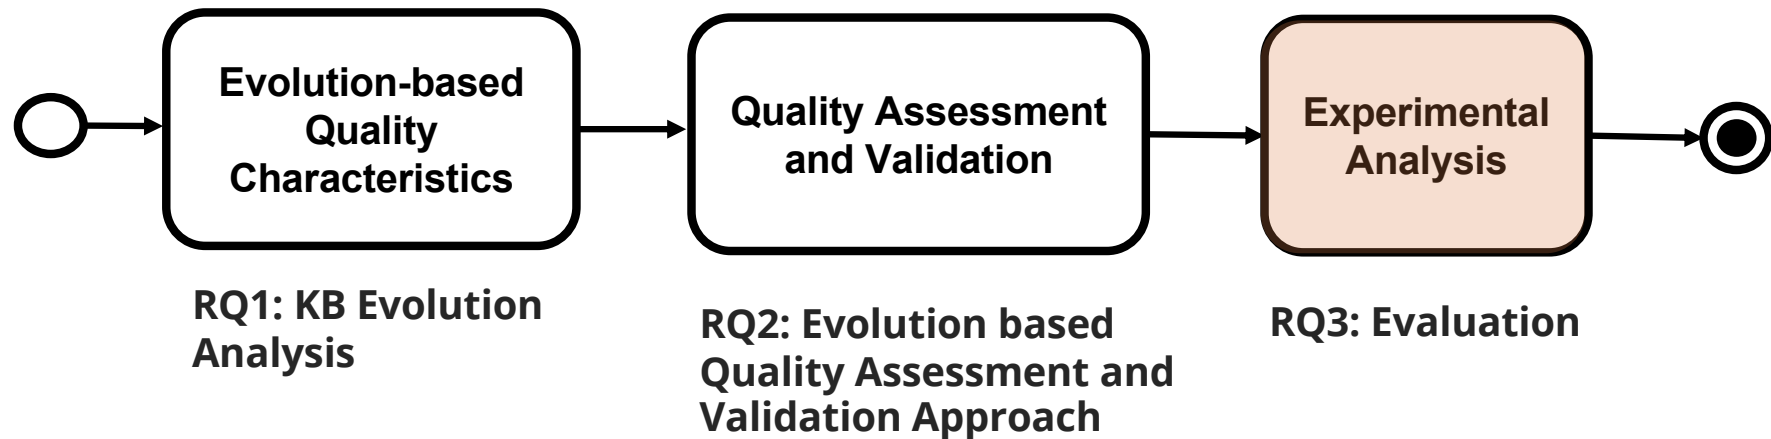 Evolution-based
Quality
Characteristics
Quality Assessment
and Validation
Experimental
Analysis
RQ1: KB Evolution
Analysis
RQ2: Evolution based
Quality Assessment and
Validation Approach
RQ3: Evaluation